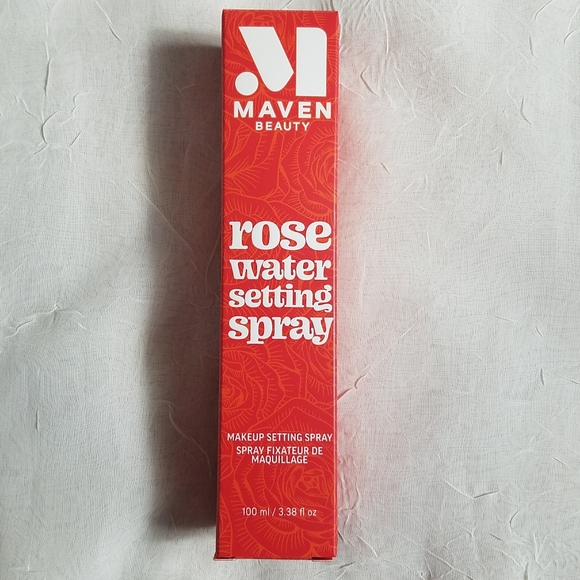 M
MAVEN
BEAUTY
rose
water
setting
spray
MAKEUP SETTING SPRAY
SPRAY FIXATEUR DE
MAQUILLAGE
100 ml / 3.38 fl oz